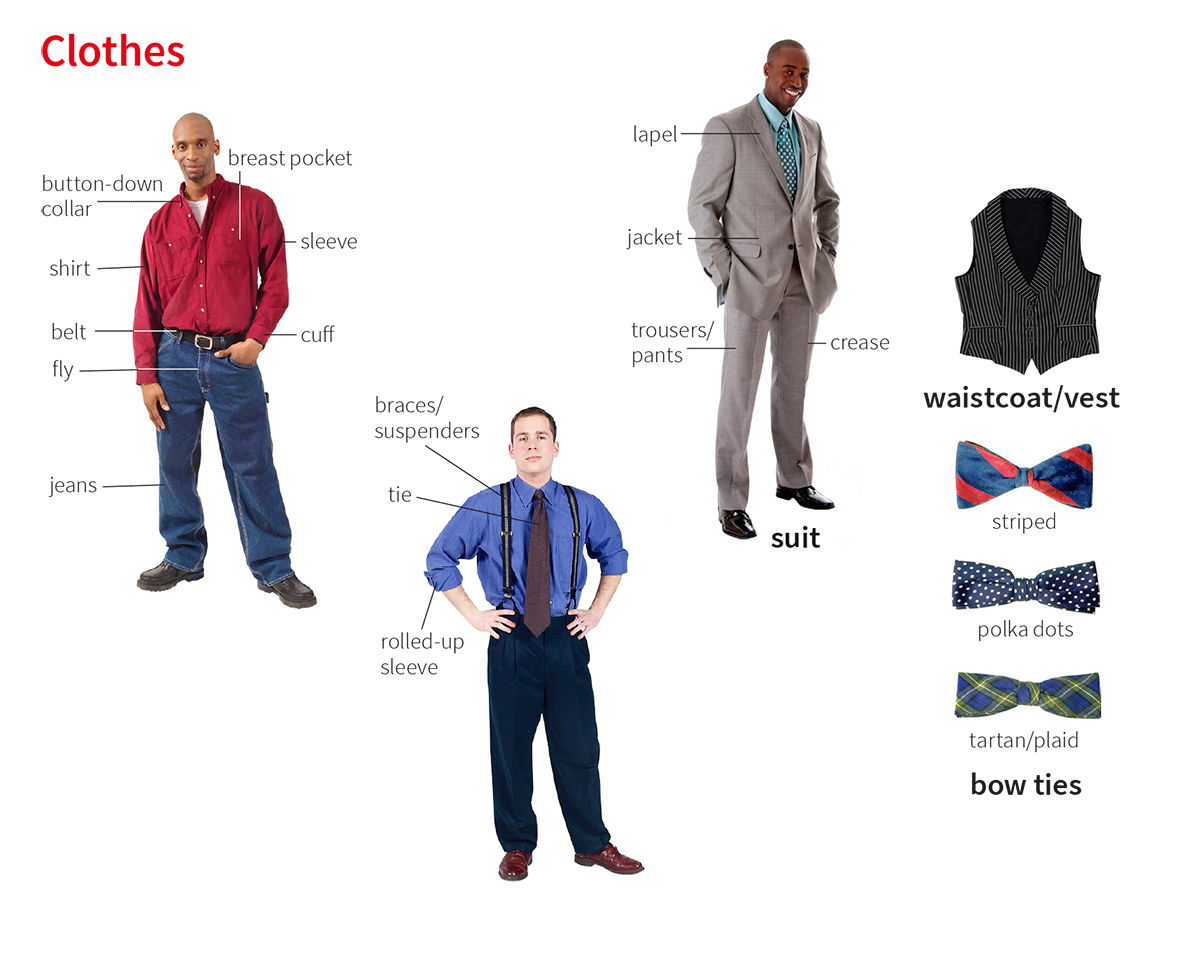 Clothes
breast pocket
button-down
collar
sleeve
shirt
belt
cuff
fly
jeans
braces/
suspenders
tie
rolled-up
sleeve
lapel
jacket
trousers/
pants
crease
suit
waistcoat/vest
striped
polka dots
tartan/plaid
bow ties